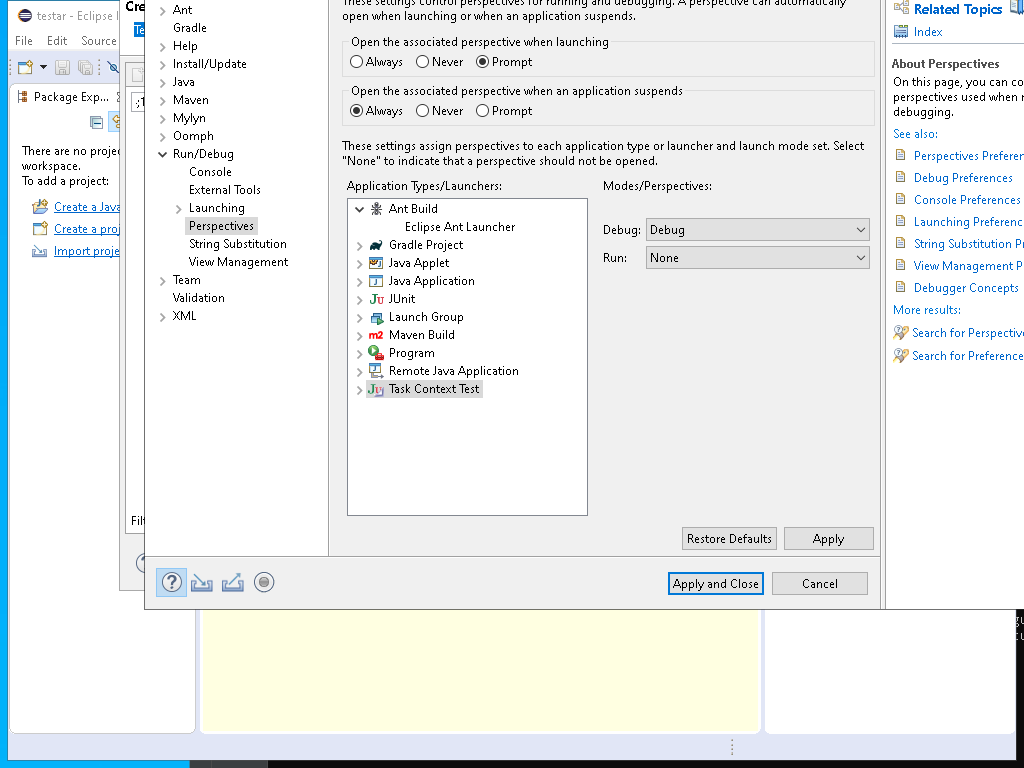 testar - Eclipse I
File Edit Source
Package Exp...
There are no proje
workspace.
To add a project:
Create a Java
Create a proj
Import proje
Cre
Te
Filt
Ant
Gradle
Help
Install/Update
Java
Maven
Mylyn
Oomph
Run/Debug
Console
External Tools
Launching
Perspectives
String Substitution
View Management
Team
Validation
XML
These settings control perspectives for running and debugging. A perspective can automatically
open when launching or when an application suspends.
Open the associated perspective when launching
Always Never Prompt
Open the associated perspective when an application suspends
Always Never Prompt
These settings assign perspectives to each application type or launcher and launch mode set. Select
"None" to indicate that a perspective should not be opened.
Application Types/Launchers:
Ant Build
Eclipse Ant Launcher
Gradle Project
Java Applet
Java Application
JUnit
Launch Group
Maven Build
Program
Remote Java Application
Task Context Test
Modes/Perspectives:
Debug: Debug
Run: None
Restore Defaults Apply
Apply and Close Cancel
Related Topics
Index
About Perspectives
On this page, you can co
perspectives used when r
debugging.
See also:
Perspectives Preferen
Debug Preferences
Console Preferences
Launching Preferenc
String Substitution Pr
View Management P
Debugger Concepts
More results:
Search for Perspective
Search for Preference